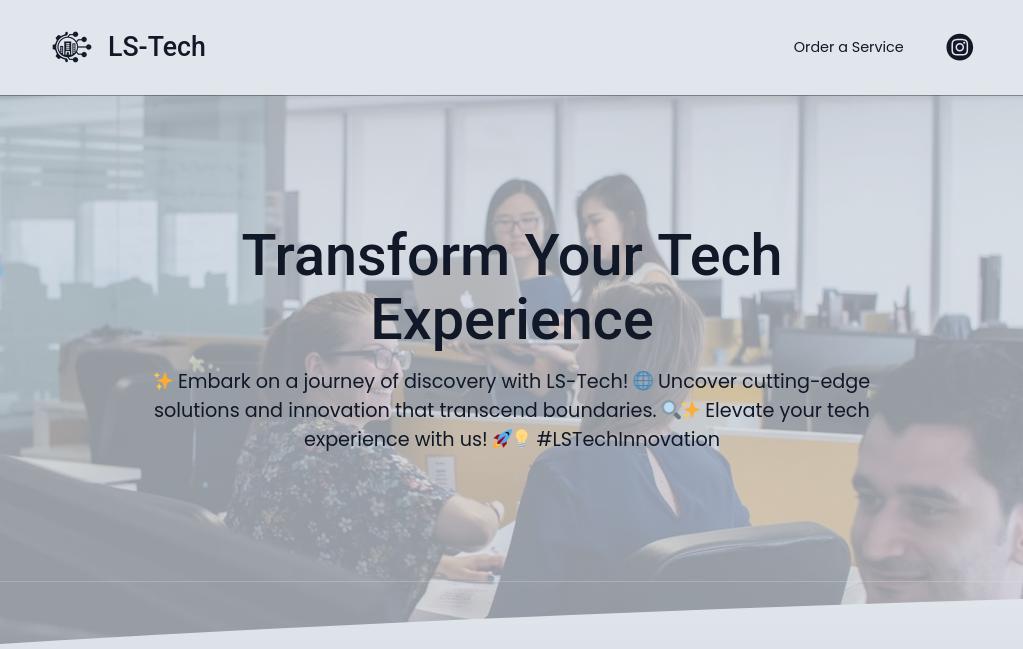 LS-Tech
Order a Service
Transform Your Tech
Experience
✨ Embark on a journey of discovery with LS-Tech! 🌐 Uncover cutting-edge
solutions and innovation that transcend boundaries. 🔍✨ Elevate your tech
experience with us! 🚀💡 #LSTechInnovation